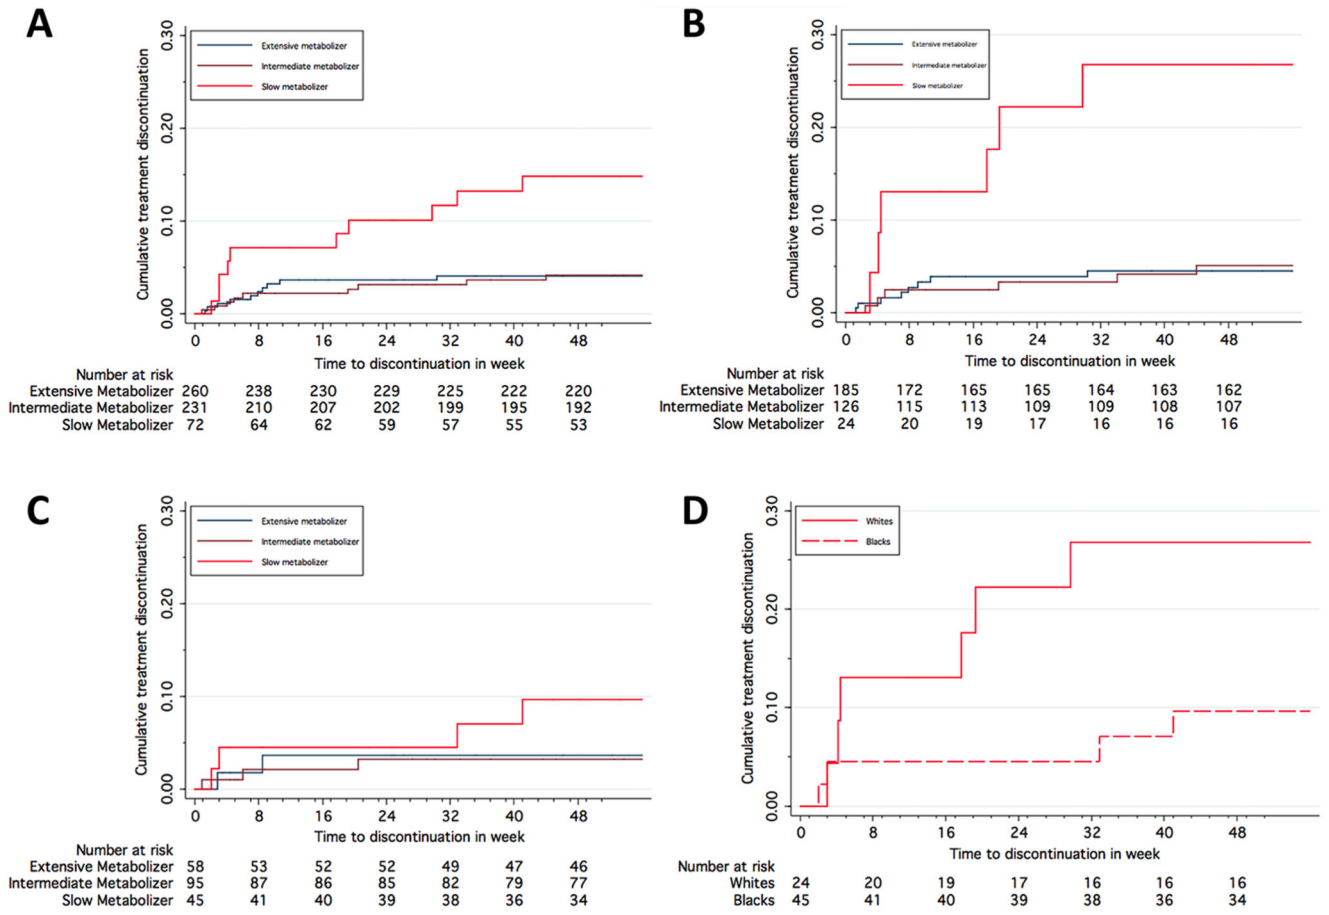 A
Extensive metabolizer
Intermediate metabolizer
Slow metabolizer
Cumulative treatment discontinuation
0.30
0.20
0.10
0.00
0 8 16 24 32 40 48
Time to discontinuation in week
Number at risk
Extensive Metabolizer 260 238 230 229 225 222 220
Intermediate Metabolizer 231 210 207 202 199 195 192
Slow Metabolizer 72 64 62 59 57 55 53
B
Extensive metabolizer
Intermediate metabolizer
Slow metabolizer
Cumulative treatment discontinuation
0.30
0.20
0.10
0.00
0 8 16 24 32 40 48
Time to discontinuation in week
Number at risk
Extensive Metabolizer 185 172 165 165 164 163 162
Intermediate Metabolizer 126 115 113 109 109 108 107
Slow Metabolizer 24 20 19 17 16 16 16
C
Extensive metabolizer
Intermediate metabolizer
Slow metabolizer
Cumulative treatment discontinuation
0.30
0.20
0.10
0.00
0 8 16 24 32 40 48
Time to discontinuation in week
Number at risk
Extensive Metabolizer 58 53 52 52 49 47 46
Intermediate Metabolizer 95 87 86 85 82 79 77
Slow Metabolizer 45 41 40 39 38 36 34
D
Whites
Blacks
Cumulative treatment discontinuation
0.30
0.20
0.10
0.00
0 8 16 24 32 40 48
Time to discontinuation in week
Number at risk
Whites 24 20 19 17 16 16 16
Blacks 45 41 40 39 38 36 34